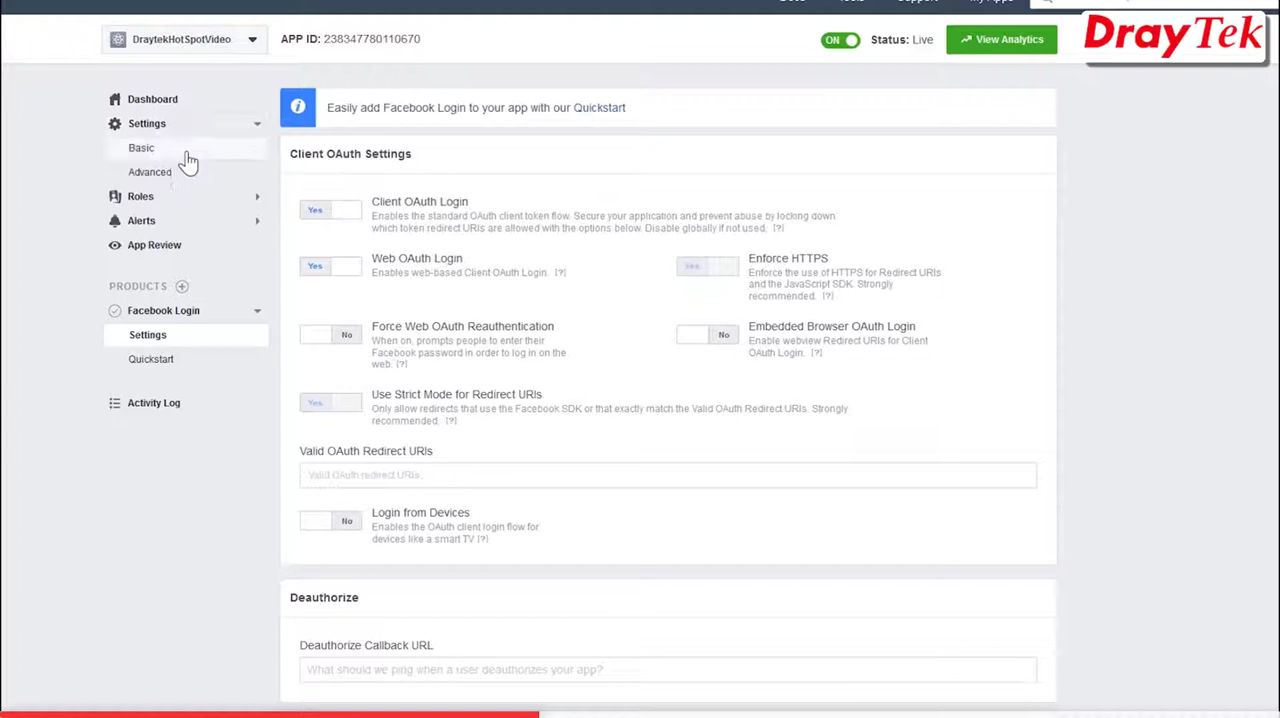 DraytekHotSpotVideo
APP ID: 238347780110670
ON
Status: Live
View Analytics
DrayTek
Dashboard
Settings
Basic
Advanced
Roles
Alerts
App Review
PRODUCTS
Facebook Login
Settings
Quickstart
Activity Log
Easily add Facebook Login to your app with our Quickstart
Client OAuth Settings
Yes
Client OAuth Login
Enables the standard OAuth client token flow. Secure your application and prevent abuse by locking down
which token redirect URIs are allowed with the options below. Disable globally if not used. [?]
Yes
Web OAuth Login
Enables web-based Client OAuth Login. [?]
Yes
Enforce HTTPS
Enforce the use of HTTPS for Redirect URIs
and the JavaScript SDK. Strongly
recommended. [?]
No
Force Web OAuth Reauthentication
When on, prompts people to enter their
Facebook password in order to log in on the
web. [?]
No
Embedded Browser OAuth Login
Enable webview Redirect URIs for Client
OAuth Login. [?]
Yes
Use Strict Mode for Redirect URIs
Only allow redirects that use the Facebook SDK or that exactly match the Valid OAuth Redirect URIs. Strongly
recommended. [?]
Valid OAuth Redirect URIs
Valid OAuth redirect URIs.
No
Login from Devices
Enables the OAuth client login flow for
devices like a smart TV [?]
Deauthorize
Deauthorize Callback URL
What should we ping when a user deauthorizes your app?